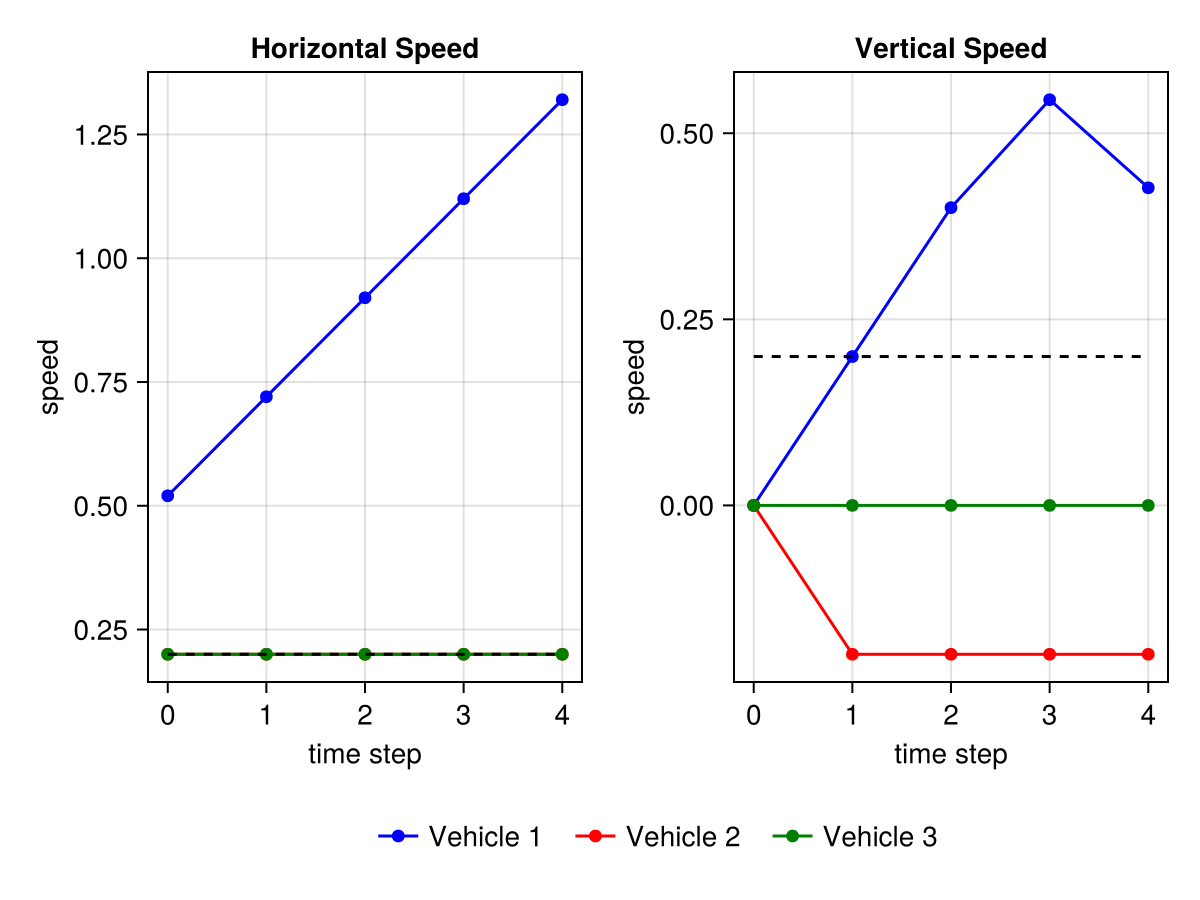 Horizontal Speed
1.25
1.00
0.75
0.50
0.25
speed
0 1 2 3 4
time step
Vertical Speed
0.50
0.25
0.00
speed
0 1 2 3 4
time step
Vehicle 1 Vehicle 2 Vehicle 3